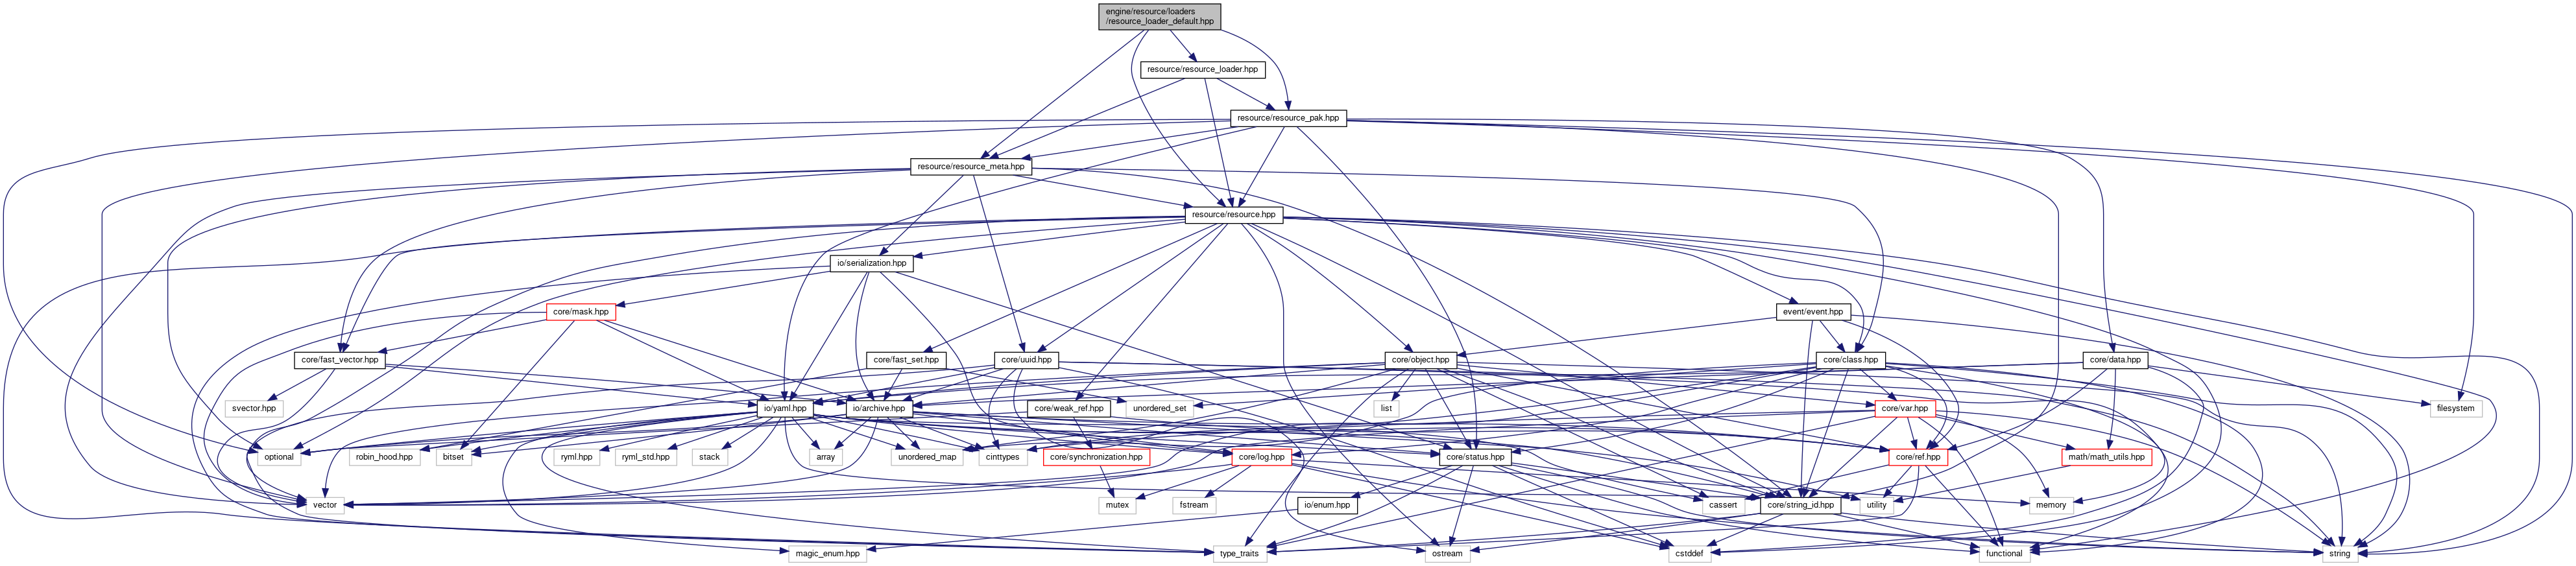 engine/resource/loaders
/resource_loader_default.hpp
resource/resource_loader.hpp
resource/resource_pak.hpp
resource/resource_meta.hpp
resource/resource.hpp
io/serialization.hpp
core/mask.hpp
event/event.hpp
core/fast_vector.hpp
core/fast_set.hpp
core/uuid.hpp
core/object.hpp
core/class.hpp
core/data.hpp
svector.hpp
io/yaml.hpp
io/archive.hpp
core/weak_ref.hpp
unordered_set
list
core/var.hpp
filesystem
optional
robin_hood.hpp
bitset
ryml.hpp
ryml_std.hpp
stack
array
unordered_map
cinttypes
core/synchronization.hpp
core/log.hpp
core/status.hpp
core/ref.hpp
math/math_utils.hpp
vector
mutex
fstream
io/enum.hpp
cassert
core/string_id.hpp
utility
memory
magic_enum.hpp
type_traits
ostream
cstddef
functional
string